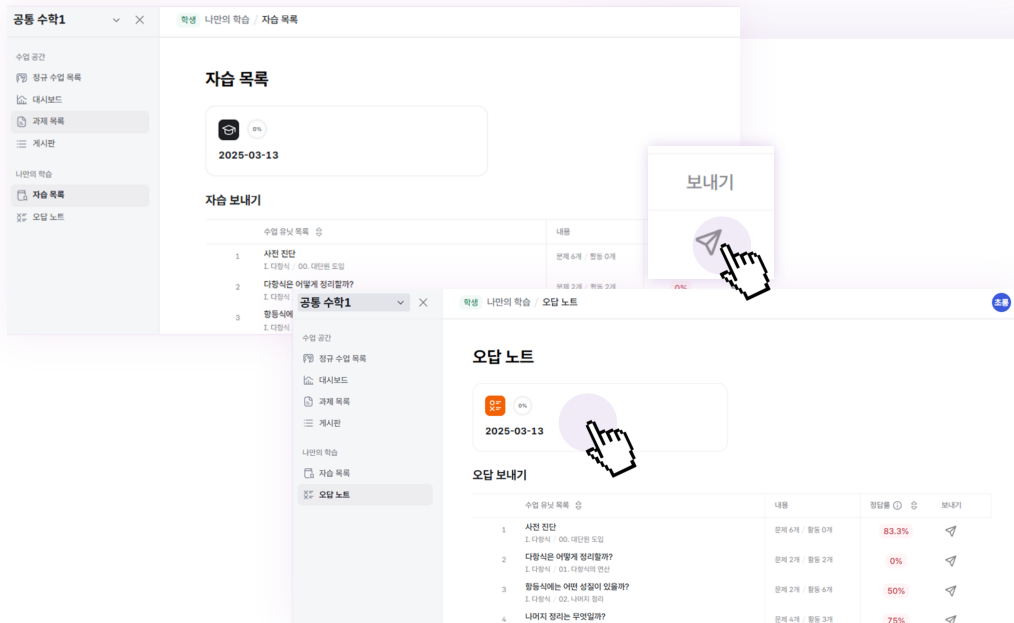 공통 수학1
학생 나만의 학습 / 자습 목록
수업 공간
정규 수업 목록
대시보드
과제 목록
게시판
나만의 학습
자습 목록
오답 노트
자습 목록
0%
2025-03-13
자습 보내기
수업 유닛 목록 내용
1 사전 진단 문제 6개 / 활동 0개
I. 다항식 / 00. 대단원 도입
2 다항식은 어떻게 정리할까? 문제 2개 / 활동 2개 0%
I. 다항식
3 항등식에
I. 다항식
보내기
공통 수학1
학생 나만의 학습 / 오답 노트
초롱
수업 공간
정규 수업 목록
대시보드
과제 목록
게시판
나만의 학습
자습 목록
오답 노트
오답 노트
0%
2025-03-13
오답 보내기
수업 유닛 목록 내용 정답률 보내기
1 사전 진단 문제 6개 / 활동 0개 83.3%
I. 다항식 / 00. 대단원 도입
2 다항식은 어떻게 정리할까? 문제 2개 / 활동 2개 0%
I. 다항식 / 01. 다항식의 연산
3 항등식에는 어떤 성질이 있을까? 문제 2개 / 활동 6개 50%
I. 다항식 / 02. 나머지 정리
4 나머지 정리는 무엇일까? 문제 4개 / 활동 3개 75%